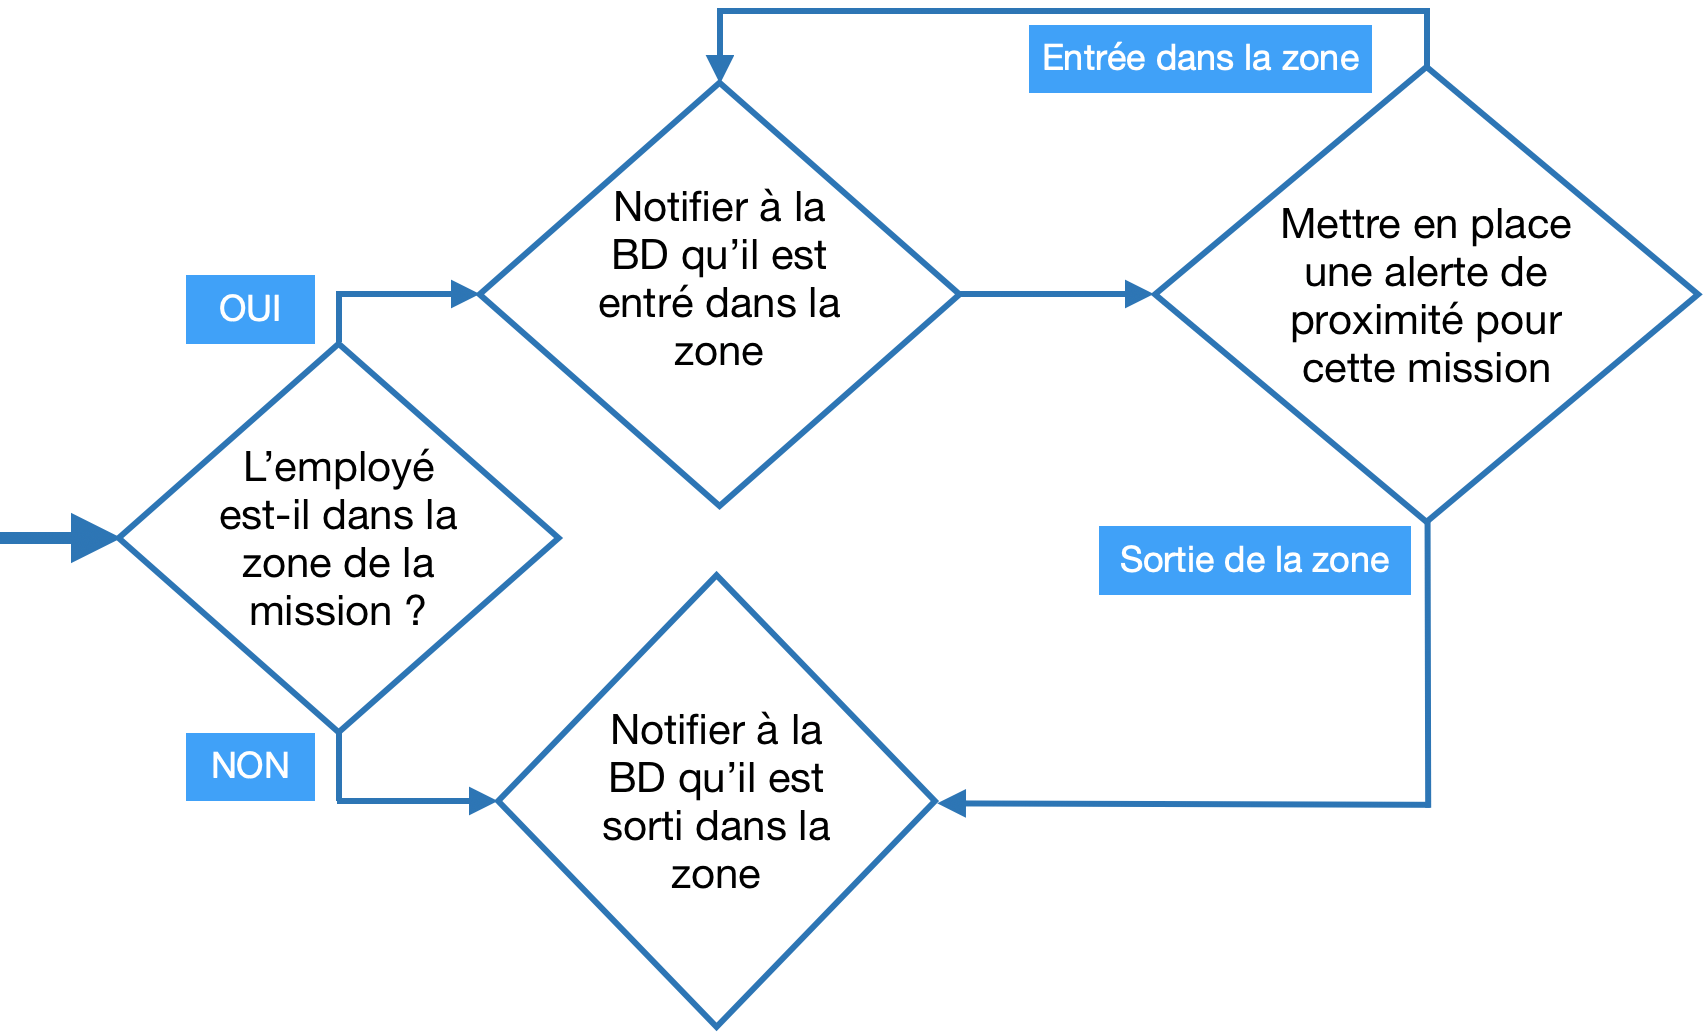 Entrée dans la zone
Notifier à la
BD qu’il est
entré dans la
zone
Mettre en place
une alerte de
proximité pour
cette mission
OUI
L’employé
est-il dans la
zone de la
mission ?
Sortie de la zone
NON
Notifier à la
BD qu’il est
sorti dans la
zone